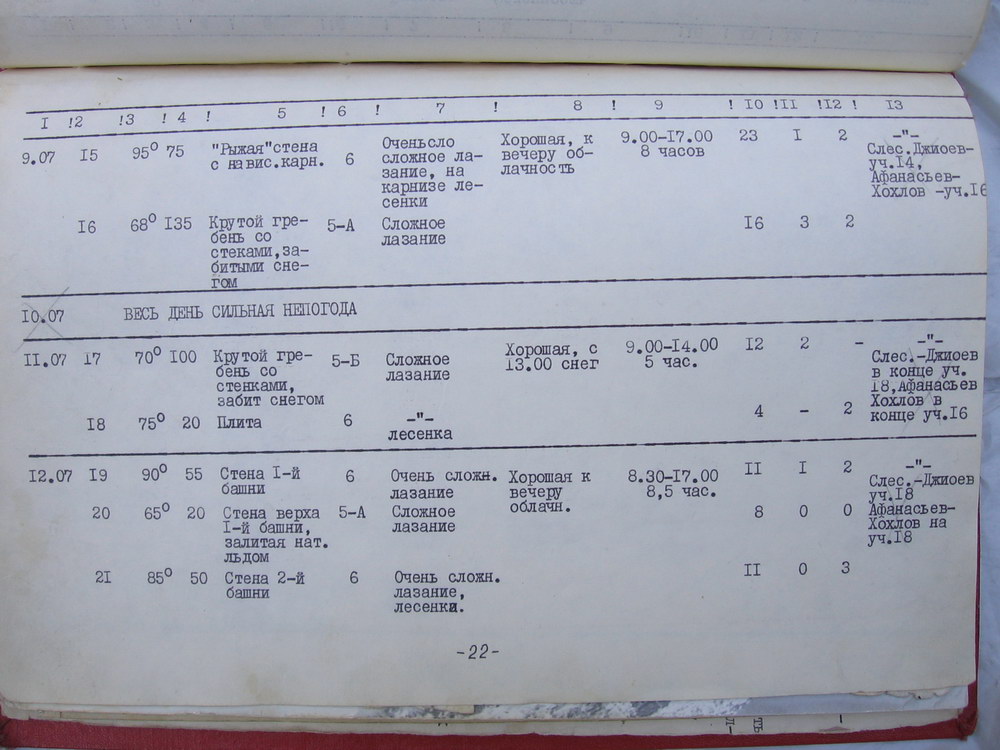 I !2 !3 ! 4 ! 5 ! 6 ! 7 ! 8 ! 9 ! I0 !II !I2 ! I3
9.07 I5 95⁰ 75 "Рыжая"стена 6 Оченьсло Хорошая, к 9.00-I7.00 23 I 2 –"–
с навис.карн. сложное ла- вечеру об- 8 часов Слес.Джиоев-
зание, на лачность уч.I4,
карнизе ле- Афанасьев-
сенки Хохлов -уч.I6
I6 68⁰ I35 Крутой гре- 5-А Сложное I6 3 2
бень со лазание
стеками,за-
битыми сне-
гом
I0.07 ВЕСЬ ДЕНЬ СИЛЬНАЯ НЕПОГОДА
II.07 I7 70⁰ I00 Крутой гре- 5-Б Сложное Хорошая, с 9.00-I4.00 I2 2 - –"–
бень со лазание I3.00 снег 5 час. Слес.-Джиоев
стенками, в конце уч.
забит снегом I8,Афанасьев
Хохлов в
I8 75⁰ 20 Плита 6 –"– 4 - 2 конце уч.I6
лесенка
I2.07 I9 90⁰ 55 Стена I-й 6 Очень сложн. Хорошая к 8.30-I7.00 II I 2 –"–
башни лазание вечеру 8,5 час. Слес.-Джиоев
облачн. уч.I8
20 65⁰ 20 Стена верха 5-А Сложное 8 0 0 Афанасьев-
I-й башни, лазание Хохлов на
залитая нат. уч.I8
льдом
2I 85⁰ 50 Стена 2-й 6 Очень сложн. II 0 3
башни лазание,
лесенки.
-22-